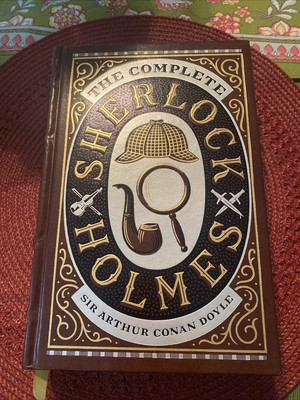 THE COMPLETE
SHERLOCK
HOLMES
SIR ARTHUR CONAN DOYLE